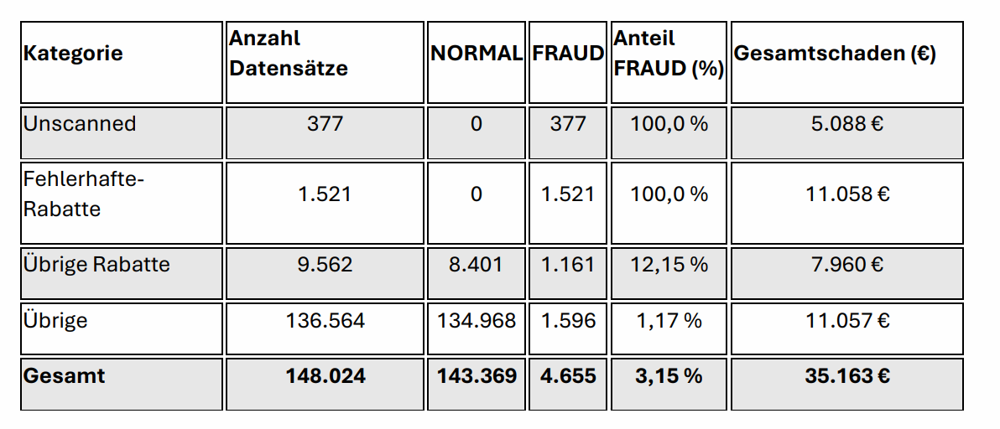 Kategorie Anzahl Datensätze NORMAL FRAUD Anteil FRAUD (%) Gesamtschaden (€)
Unscanned 377 0 377 100,0 % 5.088 €
Fehlerhafte-Rabatte 1.521 0 1.521 100,0 % 11.058 €
Übrige Rabatte 9.562 8.401 1.161 12,15 % 7.960 €
Übrige 136.564 134.968 1.596 1,17 % 11.057 €
Gesamt 148.024 143.369 4.655 3,15 % 35.163 €